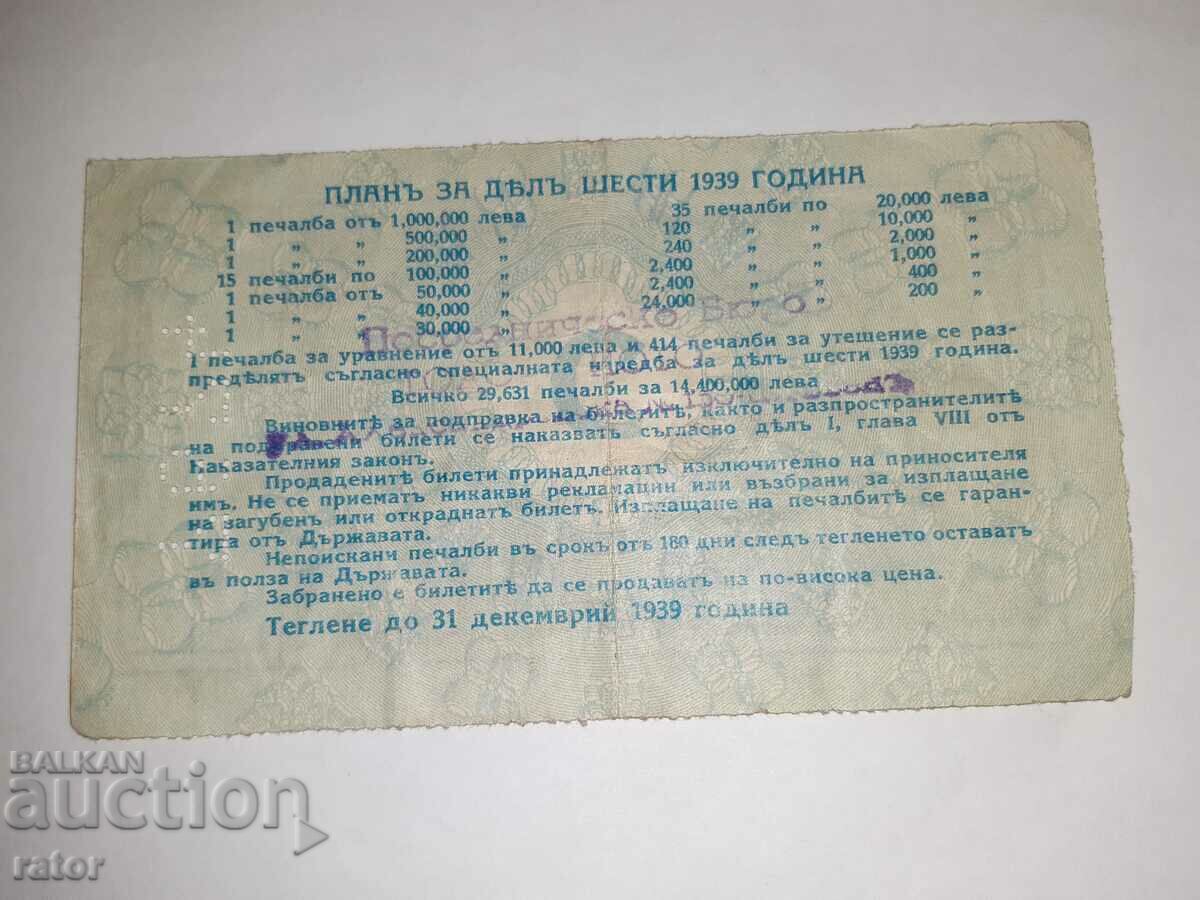 ПЛАНЪ ЗА ДѢЛЪ ШЕСТИ 1939 ГОДИНА
1 печалба отъ 1,000,000 лева
1 „ „ 500,000 „
1 „ „ 200,000 „
15 печалби по 100,000 „
1 печалба отъ 50,000 „
1 „ „ 40,000 „
1 „ „ 30,000 „
35 печалби по 20,000 лева
120 „ „ 10,000 „
240 „ „ 2,000 „
2,400 „ „ 1,000 „
2,400 „ „ 400 „
24,000 „ „ 200 „
1 печалба за уравнение отъ 11,000 лева и 414 печалби за утешение се раз-
предѣлятъ съгласно специалната наредба за дѣлъ шести 1939 година.
Всичко 29,631 печалби за 14,400,000 лева
Виновнитѣ за подправка на билетитѣ, както и разпространителитѣ
на подправени билети се наказватъ съгласно дѣлъ I, глава VIII отъ
Наказателния законъ.
Продаденитѣ билети принадлежатъ изключително на приносителя
имъ. Не се приематъ никакви рекламации или възбрани за изплащане
на загубенъ или откраднатъ билетъ. Изплащане на печалбитѣ се гаран-
тира отъ Държавата.
Непоискани печалби въ срокъ отъ 180 дни следъ тегленето оставатъ
въ полза на Държавата.
Забранено е билетитѣ да се продаватъ на по-висока цена.
Теглене до 31 декемврий 1939 година
Посредническо Бюро
BALKAN
auction
rator